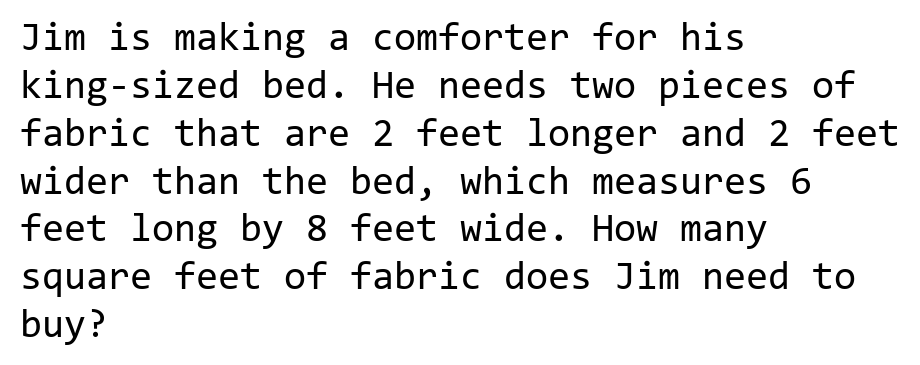 Jim is making a comforter for his
king-sized bed. He needs two pieces of
fabric that are 2 feet longer and 2 feet
wider than the bed, which measures 6
feet long by 8 feet wide. How many
square feet of fabric does Jim need to
buy?